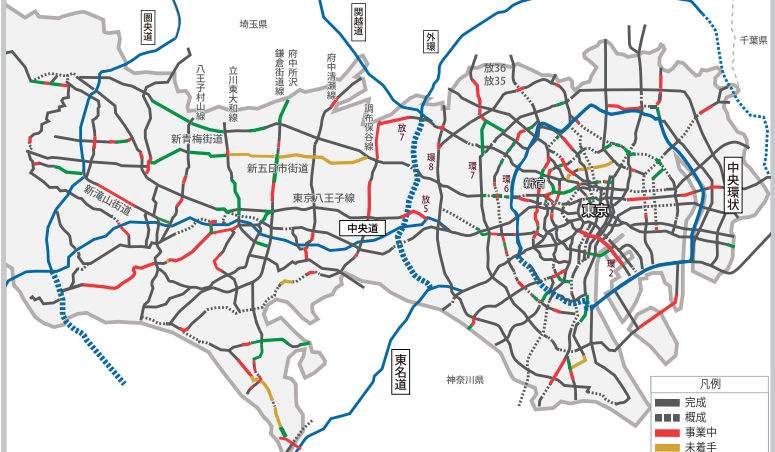 圏央道
埼玉県
関越道
外環
千葉県
八王子村山線
立川東大和線
府中所沢
鎌倉街道線
府中清瀬線
調布保谷線
放36
放35
放7
環8
環7
環6
放5
新宿
東京
環2
中央環状
新青梅街道
新五日市街道
新滝山街道
東京八王子線
中央道
東名道
神奈川県
凡例
完成
概成
事業中
未着手